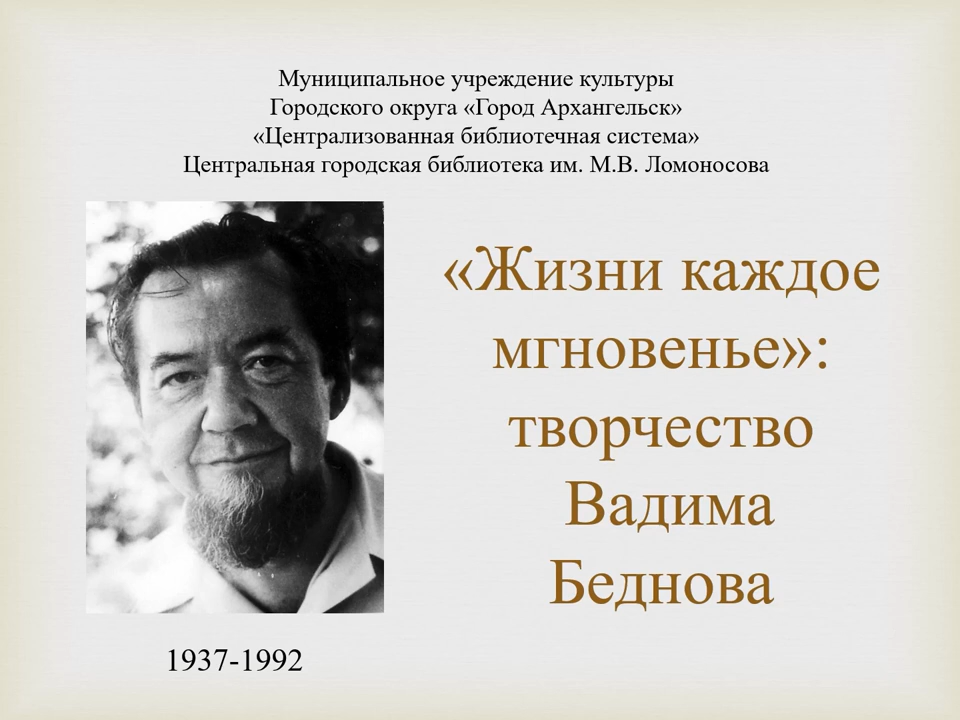 Муниципальное учреждение культуры
Городского округа «Город Архангельск»
«Централизованная библиотечная система»
Центральная городская библиотека им. М.В. Ломоносова
«Жизни каждое
мгновенье»:
творчество
Вадима
Беднова
1937-1992